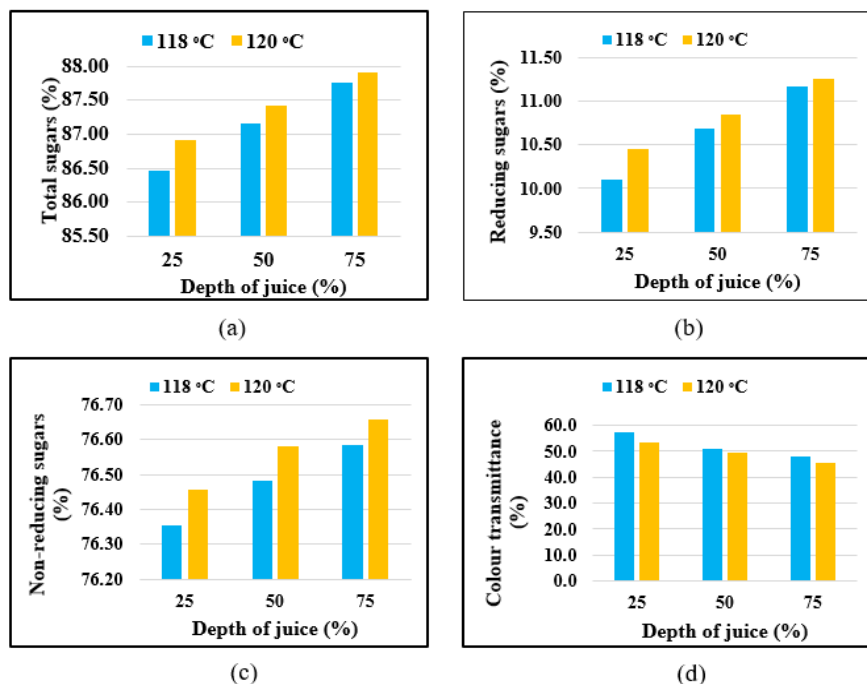 118 °C 120 °C
Total sugars (%)
88.00
87.50
87.00
86.50
86.00
85.50
25 50 75
Depth of juice (%)
(a)
118 °C 120 °C
Reducing sugars (%)
11.50
11.00
10.50
10.00
9.50
25 50 75
Depth of juice (%)
(b)
118 °C 120 °C
Non-reducing sugars
(%)
76.70
76.60
76.50
76.40
76.30
76.20
25 50 75
Depth of juice (%)
(c)
118 °C 120 °C
Colour transmittance
(%)
60.0
50.0
40.0
30.0
20.0
10.0
0.0
25 50 75
Depth of juice (%)
(d)